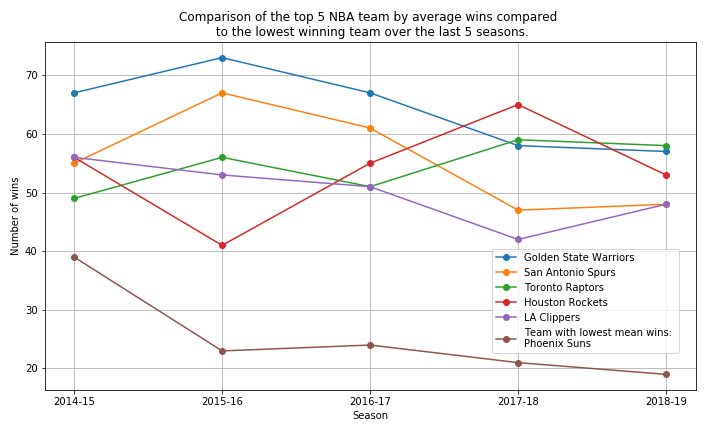 Comparison of the top 5 NBA team by average wins compared
to the lowest winning team over the last 5 seasons.
Number of wins
70
60
50
40
30
20
Golden State Warriors
San Antonio Spurs
Toronto Raptors
Houston Rockets
LA Clippers
Team with lowest mean wins:
Phoenix Suns
2014-15
2015-16
2016-17
2017-18
2018-19
Season